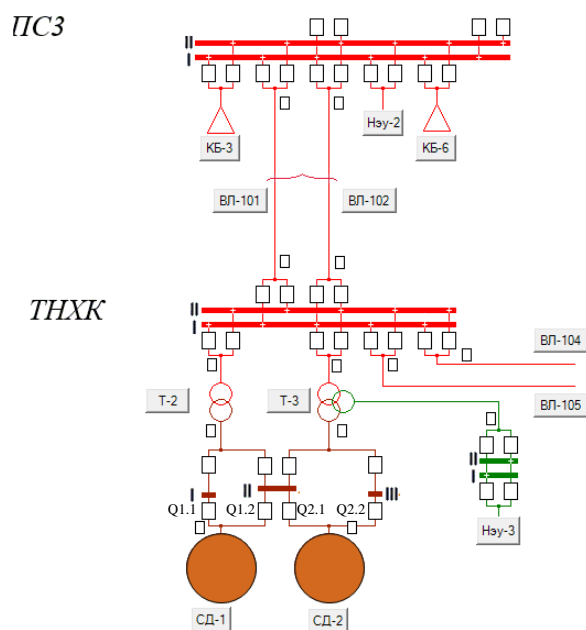 ПС3
II
I
КБ-3
Нэу-2
КБ-6
ВЛ-101
ВЛ-102
ТНХК
II
I
ВЛ-104
Т-2
Т-3
ВЛ-105
I
II
III
II
I
Q1.1
Q1.2
Q2.1
Q2.2
Нэу-3
СД-1
СД-2